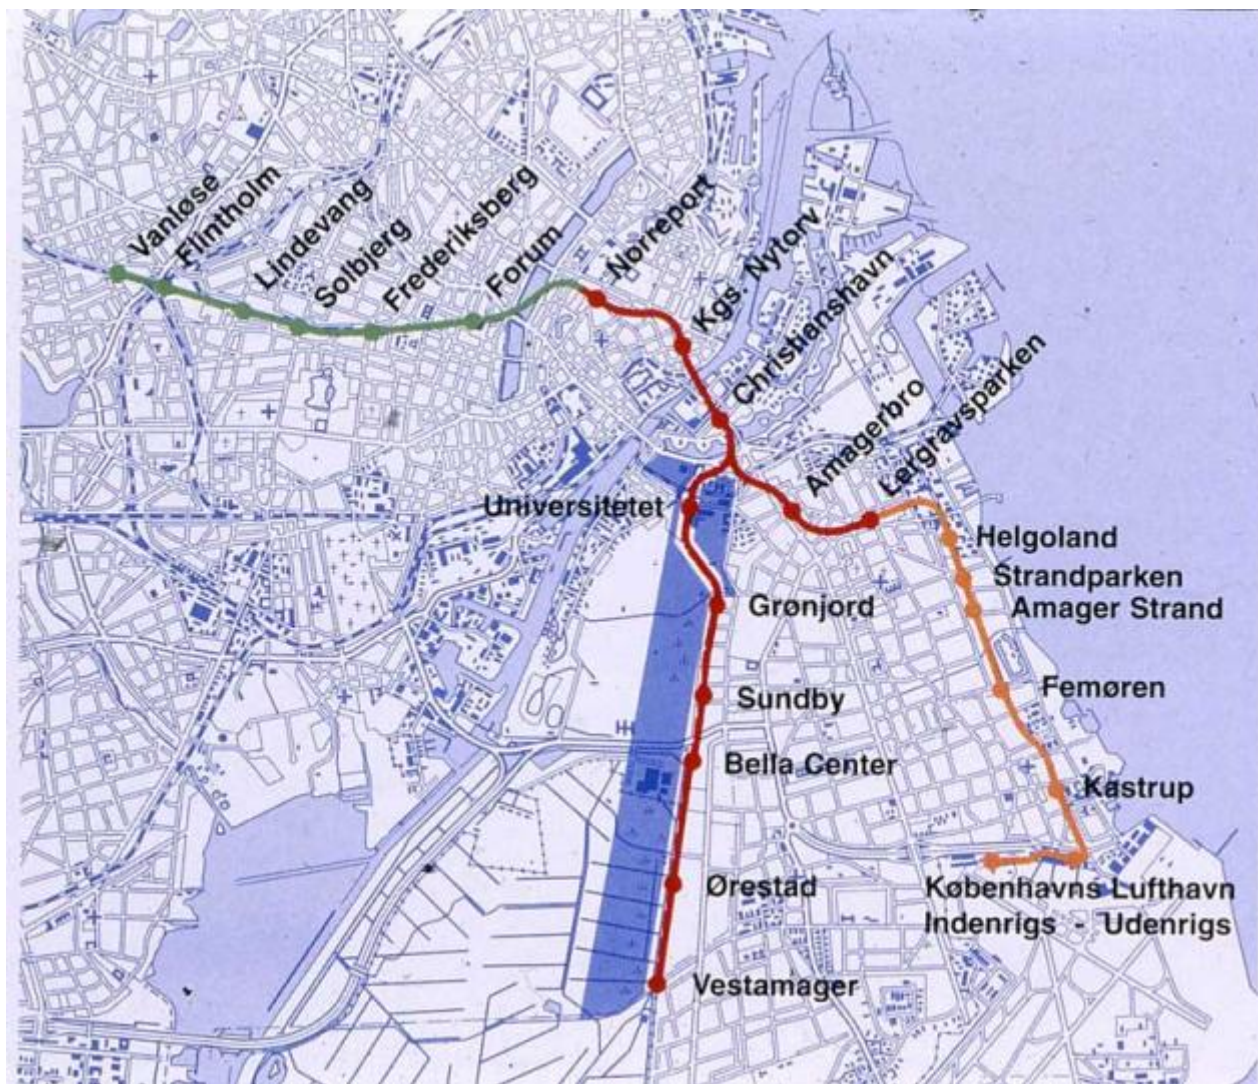 Vanløse
Flintholm
Lindevang
Solbjerg
Frederiksberg
Forum
Nørreport
Kgs. Nytorv
Christianshavn
Amagerbro
Lergravsparken
Universitetet
Helgoland
Strandparken
Amager Strand
Grønjord
Femøren
Sundby
Bella Center
Kastrup
Ørestad
Københavns Lufthavn
Indenrigs - Udenrigs
Vestamager